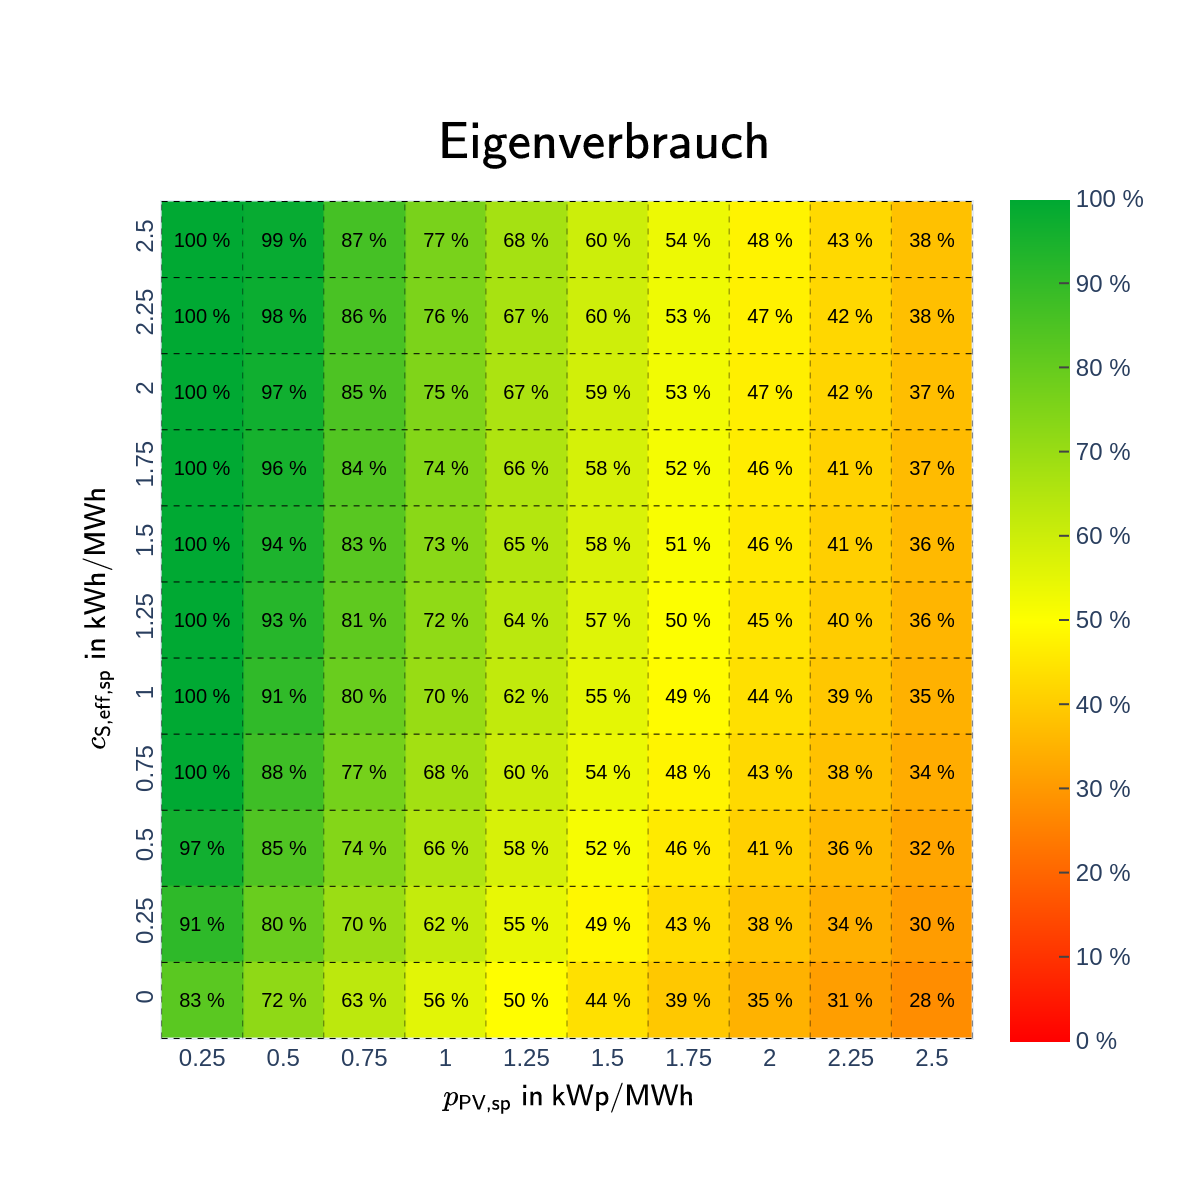 Eigenverbrauch
2.5 100 % 99 % 87 % 77 % 68 % 60 % 54 % 48 % 43 % 38 %
2.25 100 % 98 % 86 % 76 % 67 % 60 % 53 % 47 % 42 % 38 %
2 100 % 97 % 85 % 75 % 67 % 59 % 53 % 47 % 42 % 37 %
1.75 100 % 96 % 84 % 74 % 66 % 58 % 52 % 46 % 41 % 37 %
1.5 100 % 94 % 83 % 73 % 65 % 58 % 51 % 46 % 41 % 36 %
1.25 100 % 93 % 81 % 72 % 64 % 57 % 50 % 45 % 40 % 36 %
1 100 % 91 % 80 % 70 % 62 % 55 % 49 % 44 % 39 % 35 %
0.75 100 % 88 % 77 % 68 % 60 % 54 % 48 % 43 % 38 % 34 %
0.5 97 % 85 % 74 % 66 % 58 % 52 % 46 % 41 % 36 % 32 %
0.25 91 % 80 % 70 % 62 % 55 % 49 % 43 % 38 % 34 % 30 %
0 83 % 72 % 63 % 56 % 50 % 44 % 39 % 35 % 31 % 28 %
0.25 0.5 0.75 1 1.25 1.5 1.75 2 2.25 2.5
p PV,sp in kWp/MWh
c S,eff,sp in kWh/MWh
100 %
90 %
80 %
70 %
60 %
50 %
40 %
30 %
20 %
10 %
0 %